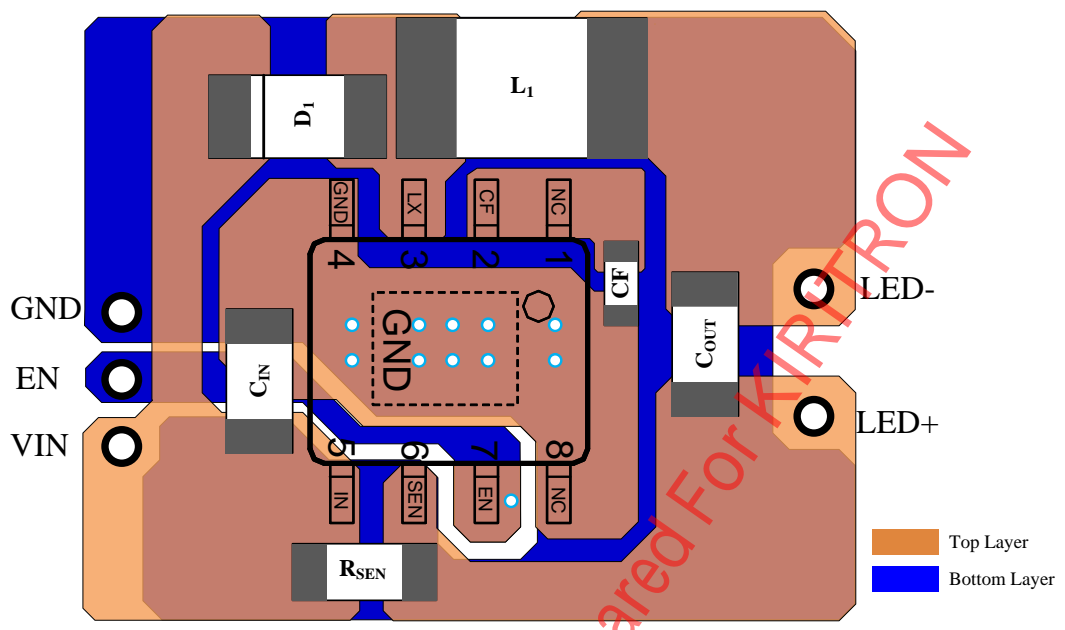 D1
L1
GND
LX
CF
NC
4
3
2
1
CF
LED-
GND
GND
COUT
EN
CIN
LED+
VIN
5
6
7
8
IN
SEN
EN
NC
RSEN
Top Layer
Bottom Layer
ared For KIRITRON